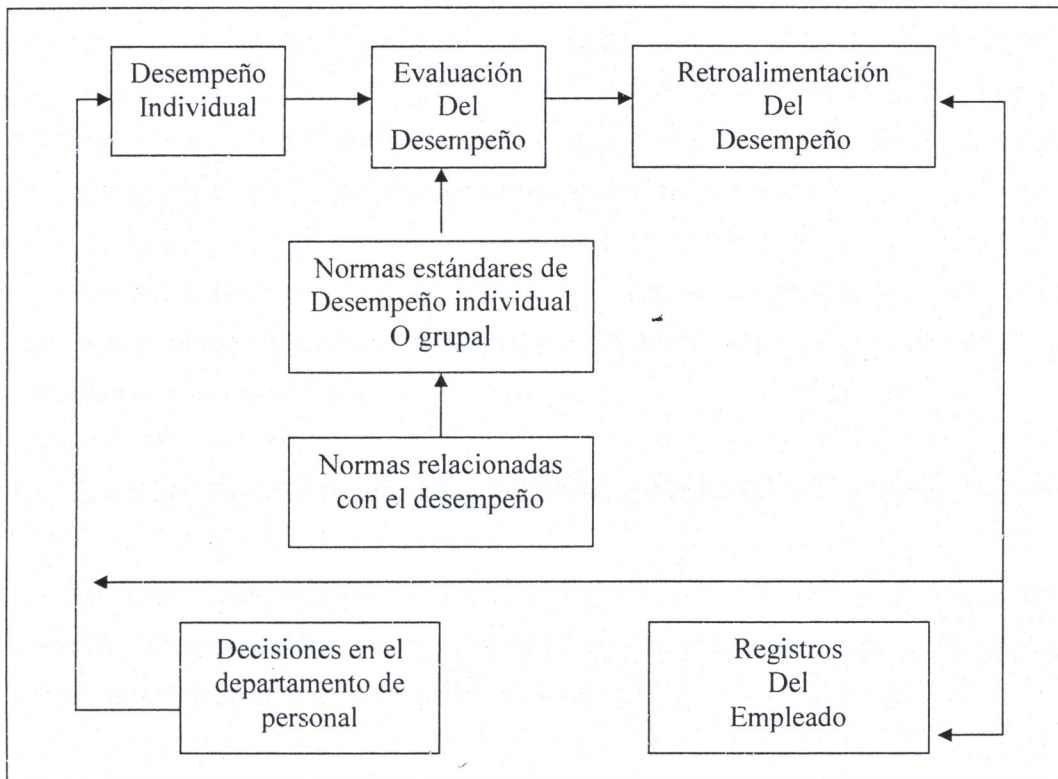 Desempeño
Individual
Evaluación
Del
Desempeño
Retroalimentación
Del
Desempeño
Normas estándares de
Desempeño individual
O grupal
Normas relacionadas
con el desempeño
Decisiones en el
departamento de
personal
Registros
Del
Empleado